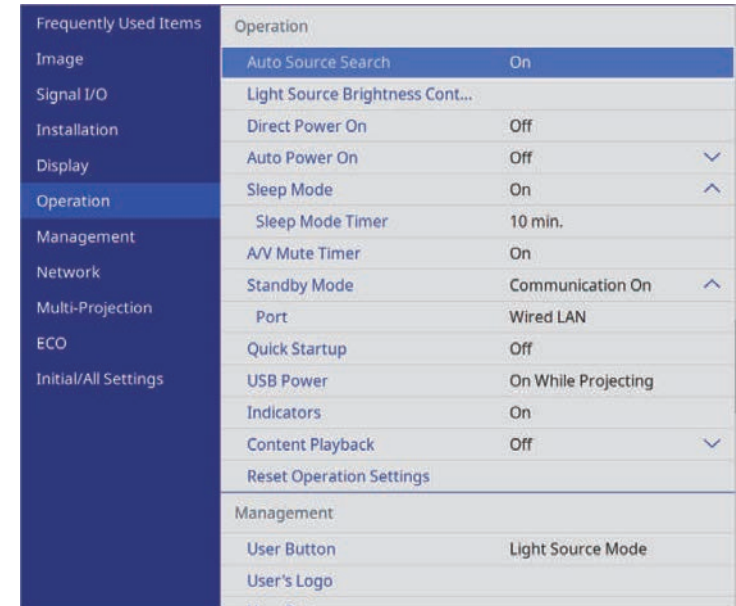 Frequently Used Items
Image
Signal I/O
Installation
Display
Operation
Management
Network
Multi-Projection
ECO
Initial/All Settings
Operation
Auto Source Search On
Light Source Brightness Cont...
Direct Power On Off
Auto Power On Off
Sleep Mode On
Sleep Mode Timer 10 min.
A/V Mute Timer On
Standby Mode Communication On
Port Wired LAN
Quick Startup Off
USB Power On While Projecting
Indicators On
Content Playback Off
Reset Operation Settings
Management
User Button Light Source Mode
User's Logo